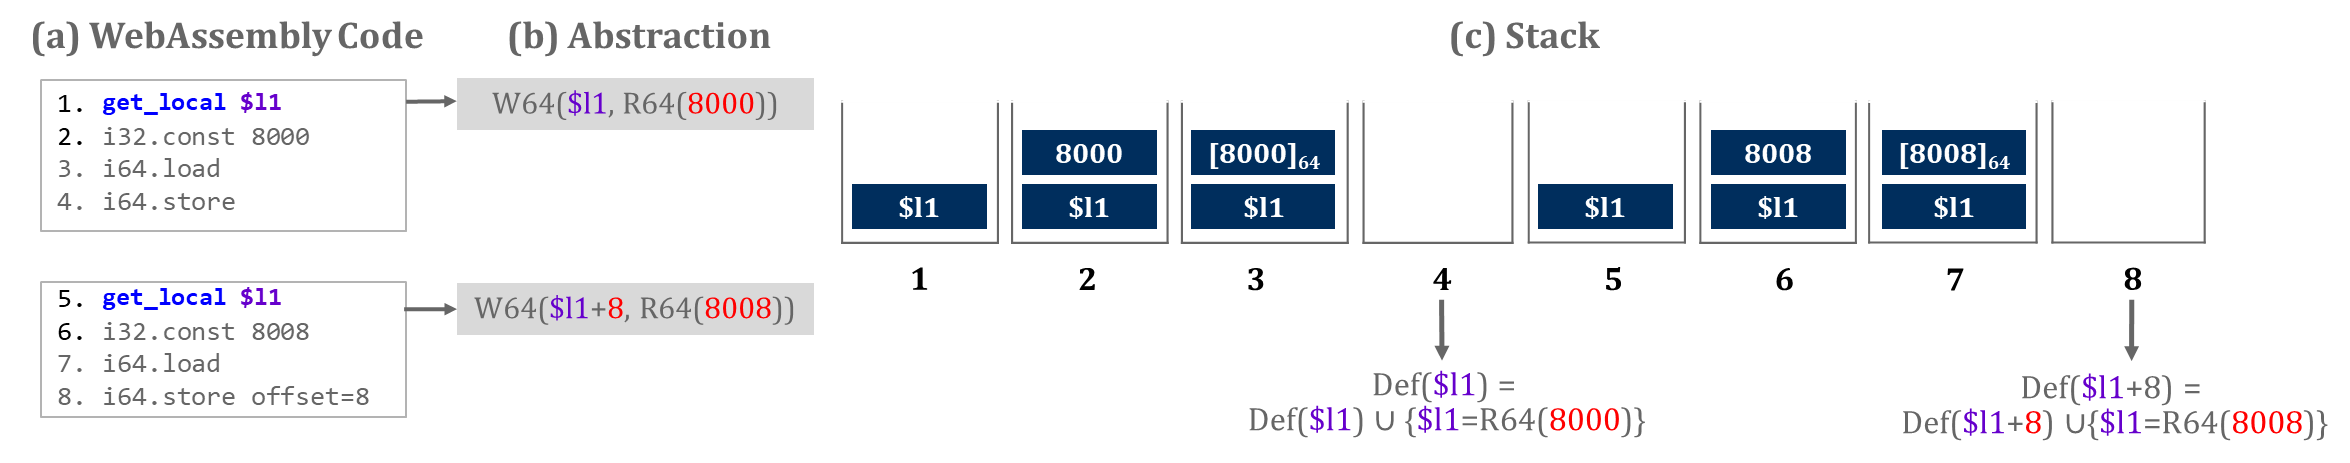 (a) WebAssembly Code
(b) Abstraction
(c) Stack
1. get_local $l1
2. i32.const 8000
3. i64.load
4. i64.store
W64($l1, R64(8000))
5. get_local $l1
6. i32.const 8008
7. i64.load
8. i64.store offset=8
W64($l1+8, R64(8008))
$l1
8000
$l1
[8000]64
$l1
$l1
8008
$l1
[8008]64
$l1
1 2 3 4 5 6 7 8
Def($l1) =
Def($l1) ∪ {$l1=R64(8000)}
Def($l1+8) =
Def($l1+8) ∪{$l1=R64(8008)}